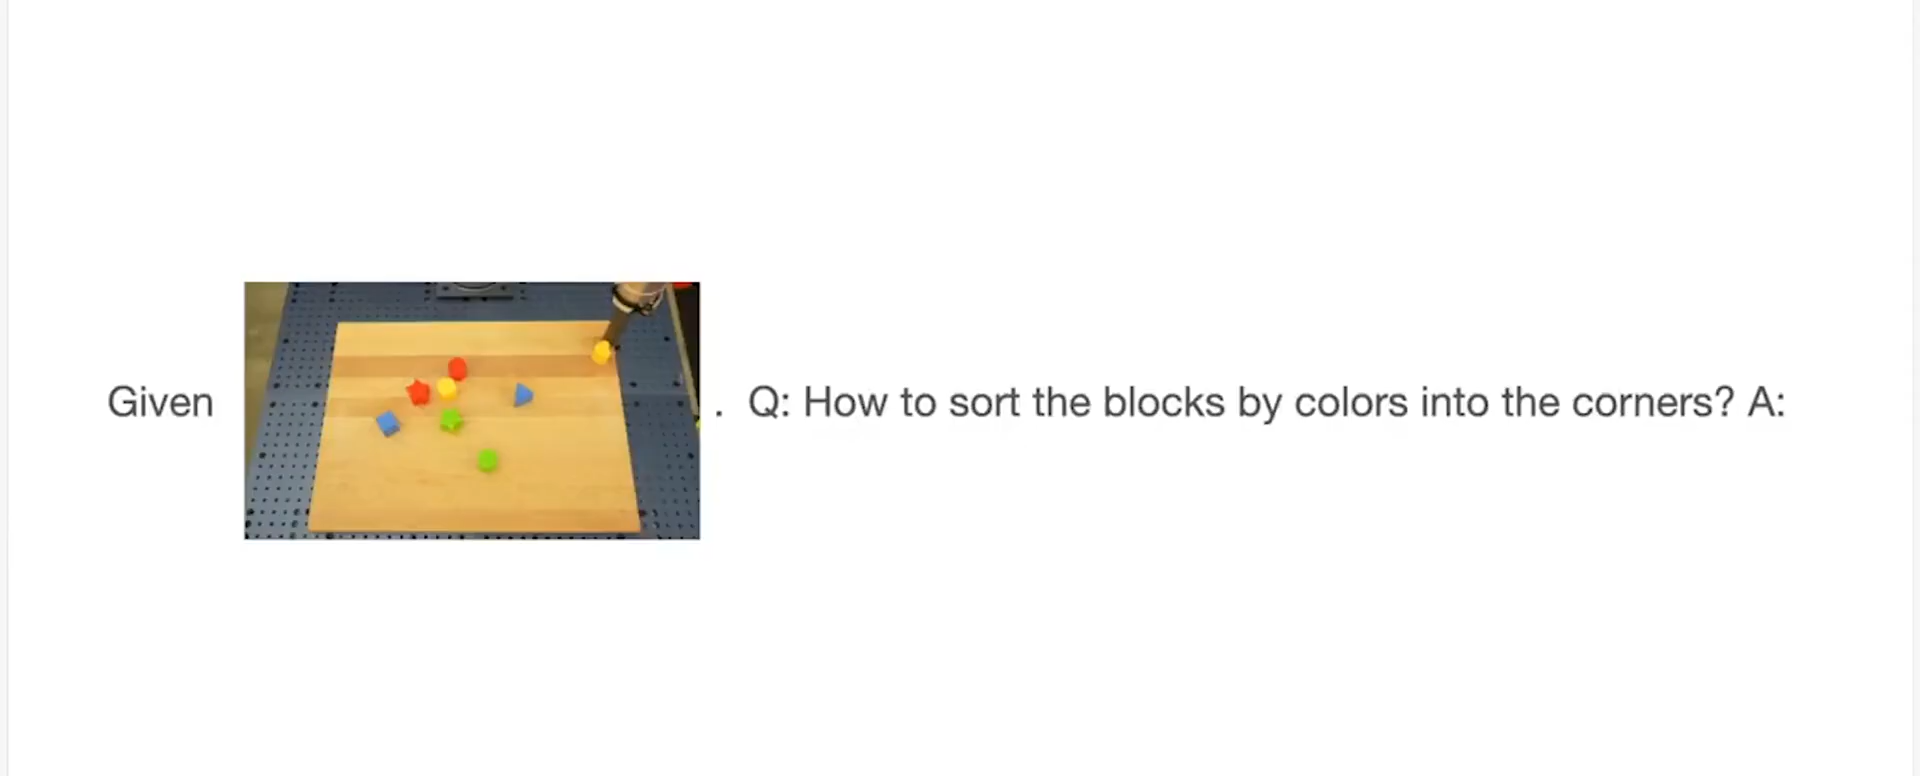 Given . Q: How to sort the blocks by colors into the corners? A: